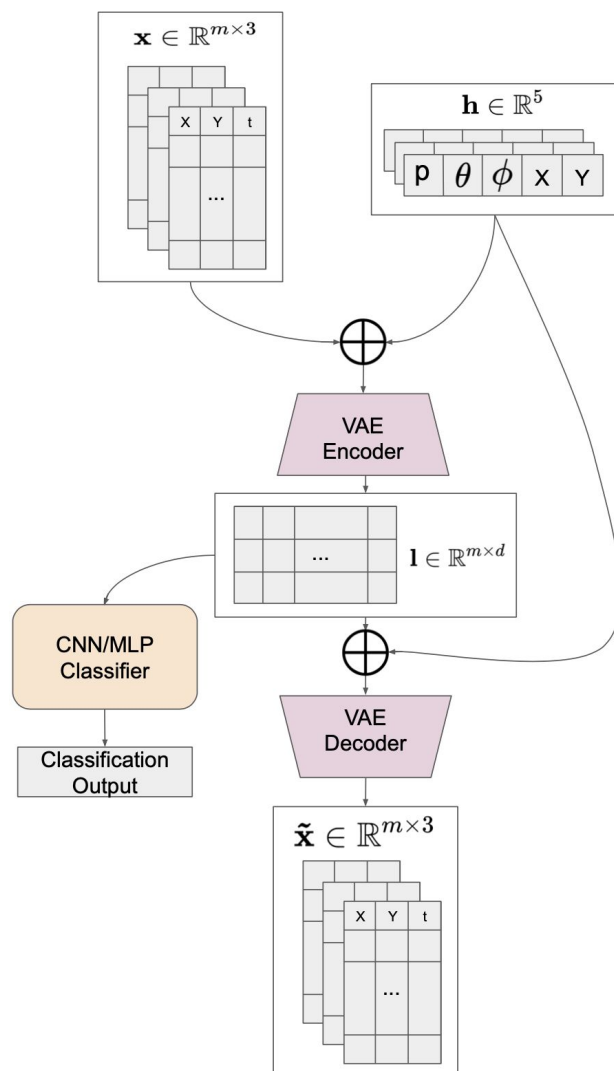 𝐱 ∈ ℝ^{m×3}
X Y t
...
𝐡 ∈ ℝ^5
p θ ϕ X Y
VAE
Encoder
...
𝐥 ∈ ℝ^{m×d}
CNN/MLP
Classifier
Classification
Output
VAE
Decoder
𝐱̃ ∈ ℝ^{m×3}
X Y t
...